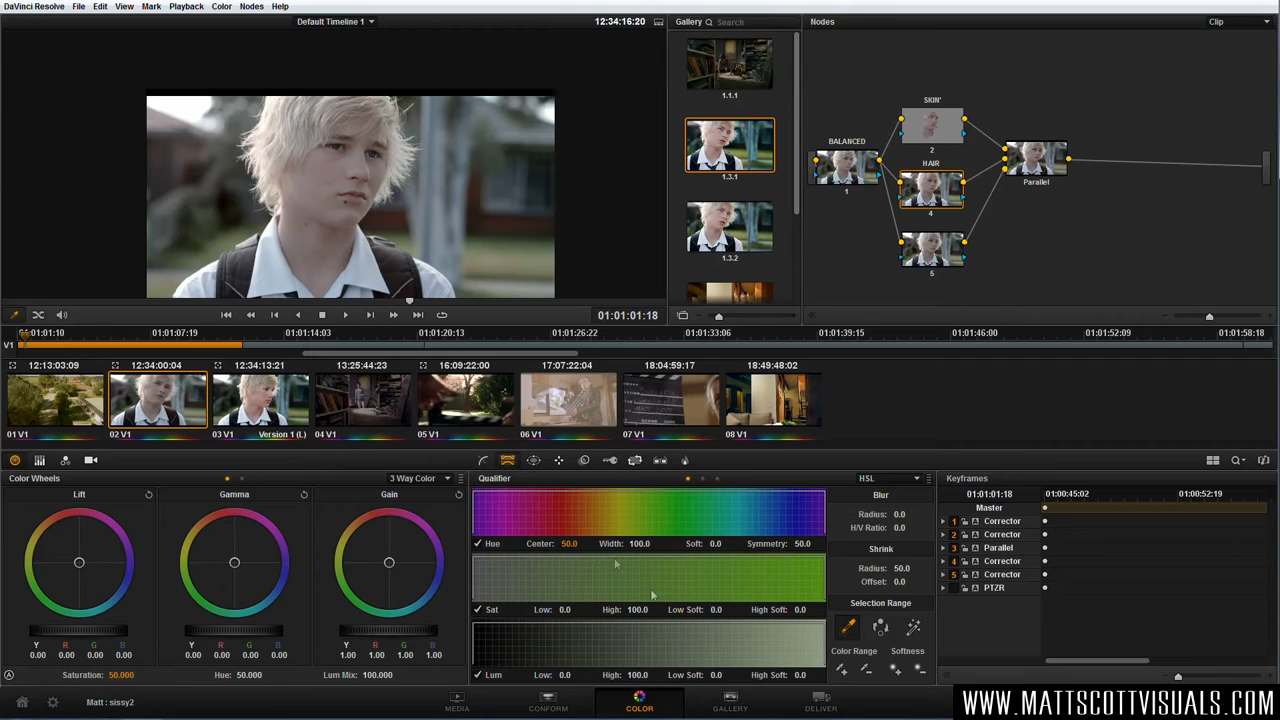 DaVinci Resolve File Edit View Mark Playback Color Nodes Help
Default Timeline 1
12:34:16:20
Gallery Search
Nodes
Clip
1.1.1
1.3.1
1.3.2
BALANCED
1
SKIN'
2
HAIR
4
5
Parallel
01:01:01:18
01:01:01:10 01:01:07:19 01:01:14:03 01:01:20:13 01:01:26:22 01:01:33:06 01:01:39:15 01:01:46:00 01:01:52:09 01:01:58:18
V1
12:13:03:09 12:34:00:04 12:34:13:21 13:25:44:23 16:09:22:00 17:07:22:04 18:04:59:17 18:49:48:02
01 V1 02 V1 03 V1 Version 1 (L) 04 V1 05 V1 06 V1 07 V1 08 V1
Color Wheels
3 Way Color
Lift Gamma Gain
Y R G B Y R G B Y R G B
0.00 0.00 0.00 0.00 0.00 0.00 0.00 0.00 1.00 1.00 1.00 1.00
A Saturation: 50.000 Hue: 50.000 Lum Mix: 100.000
Qualifier
HSL
Hue Center: 50.0 Width: 100.0 Soft: 0.0 Symmetry: 50.0
Sat Low: 0.0 High: 100.0 Low Soft: 0.0 High Soft: 0.0
Lum Low: 0.0 High: 100.0 Low Soft: 0.0 High Soft: 0.0
Blur
Radius: 0.0
H/V Ratio: 0.0
Shrink
Radius: 50.0
Offset: 0.0
Selection Range
Color Range Softness
Keyframes
01:01:01:18 01:00:45:02 01:00:52:19
Master
1 Corrector
2 Corrector
3 Parallel
4 Corrector
5 Corrector
PTZR
Matt : sissy2
MEDIA CONFORM COLOR GALLERY DELIVER
WWW.MATTSCOTTVISUALS.COM